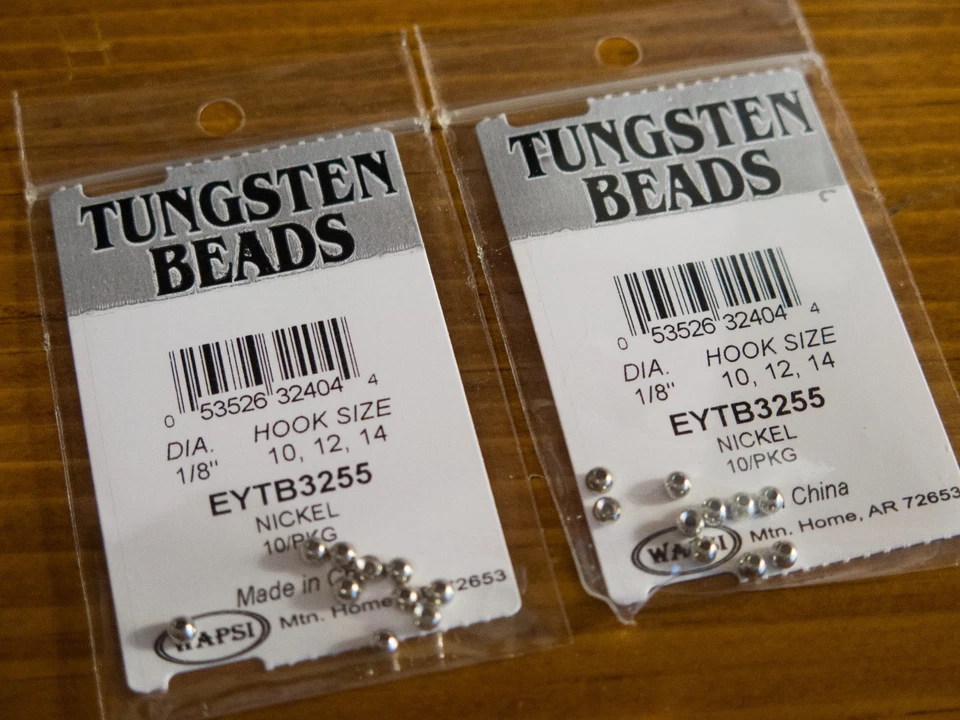 TUNGSTEN
BEADS
0 53526 32404 4
DIA. HOOK SIZE
1/8" 10, 12, 14
EYTB3255
NICKEL
10/PKG
Made in
WAPSI Mtn. Home,
TUNGSTEN
BEADS
0 53526 32404 4
DIA. HOOK SIZE
1/8" 10, 12, 14
EYTB3255
NICKEL
10/PKG
China
WAPSI Mtn. Home, AR 72653